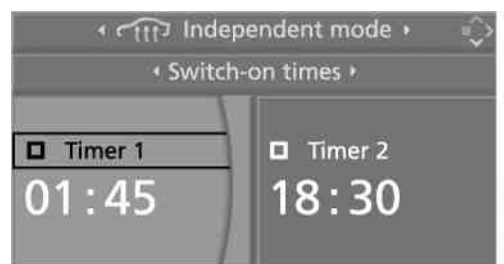 Independent mode
Switch-on times
Timer 1 Timer 2
01:45 18:30